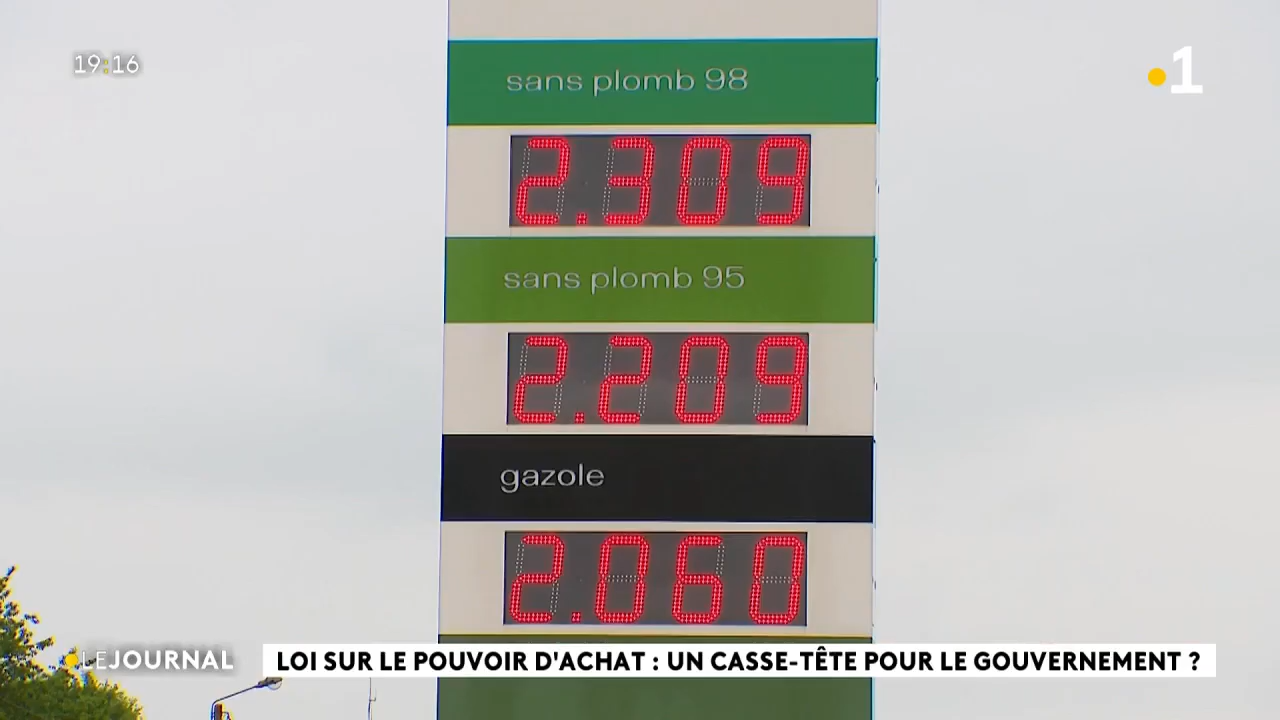 19:16
1
sans plomb 98
2.309
sans plomb 95
2.209
gazole
2.060
LEJOURNAL
LOI SUR LE POUVOIR D'ACHAT : UN CASSE-TÊTE POUR LE GOUVERNEMENT ?